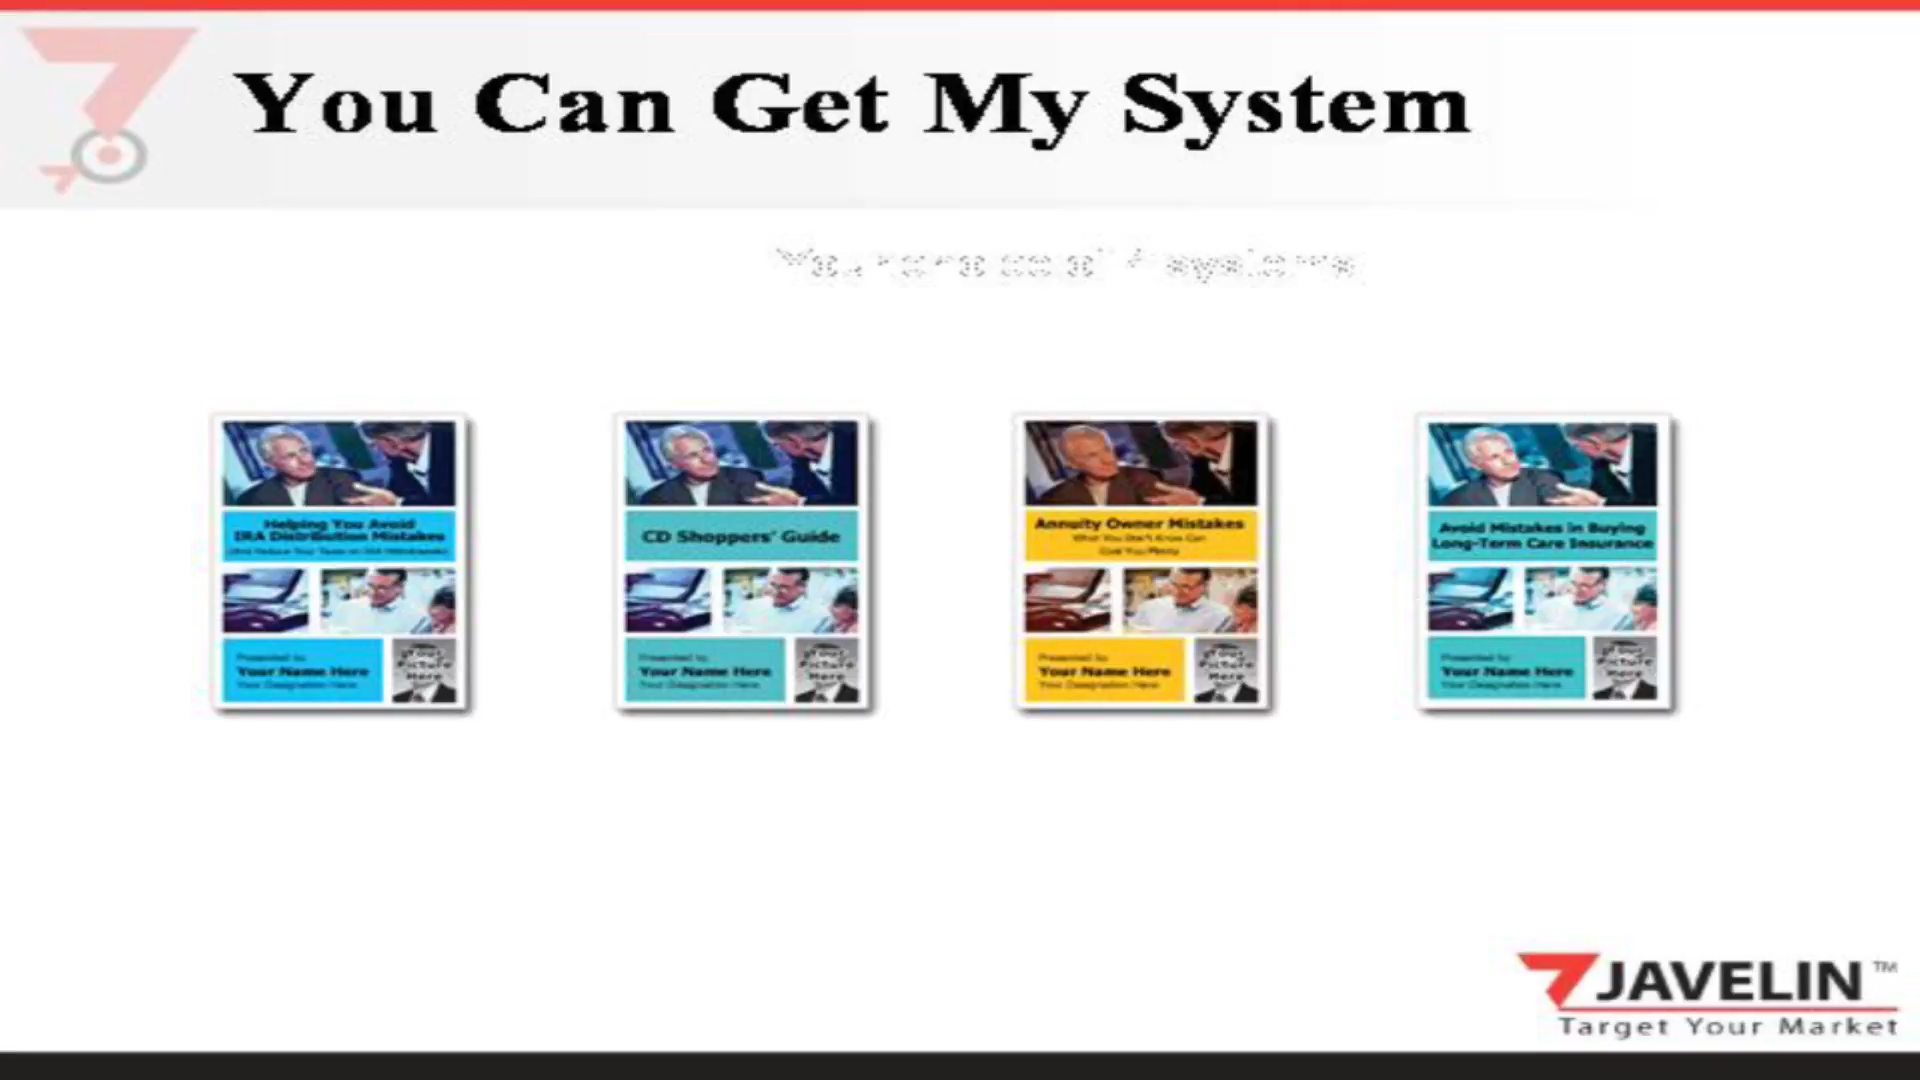 You Can Get My System
systems
Helping You Avoid
IRA Distribution Mistakes
(And Reduce Your Taxes on IRA Withdrawals)
Presented by
Your Name Here
Your Designation Here
Your
Picture
Here
CD Shoppers' Guide
Presented by
Your Name Here
Your Designation Here
Your
Picture
Here
Annuity Owner Mistakes
What You Don't Know Can
Cost You Plenty
Presented by
Your Name Here
Your Designation Here
Your
Picture
Here
Avoid Mistakes in Buying
Long-Term Care Insurance
Presented by
Your Name Here
Your Designation Here
Your
Picture
Here
JAVELIN™
Target Your Market